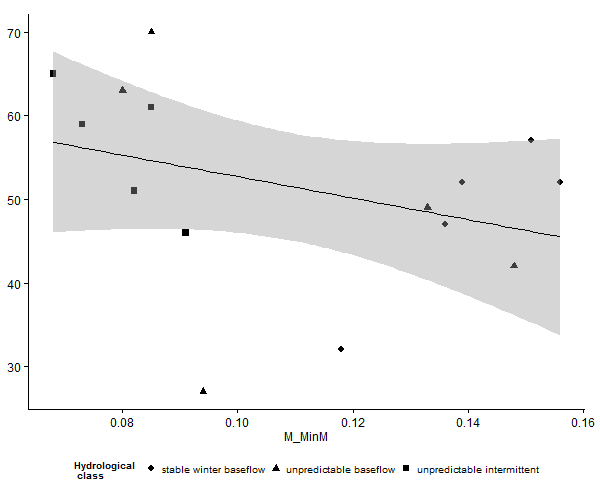 70
60
50
40
30
0.08 0.10 0.12 0.14 0.16
M_MinM
Hydrological
class
stable winter baseflow unpredictable baseflow unpredictable intermittent